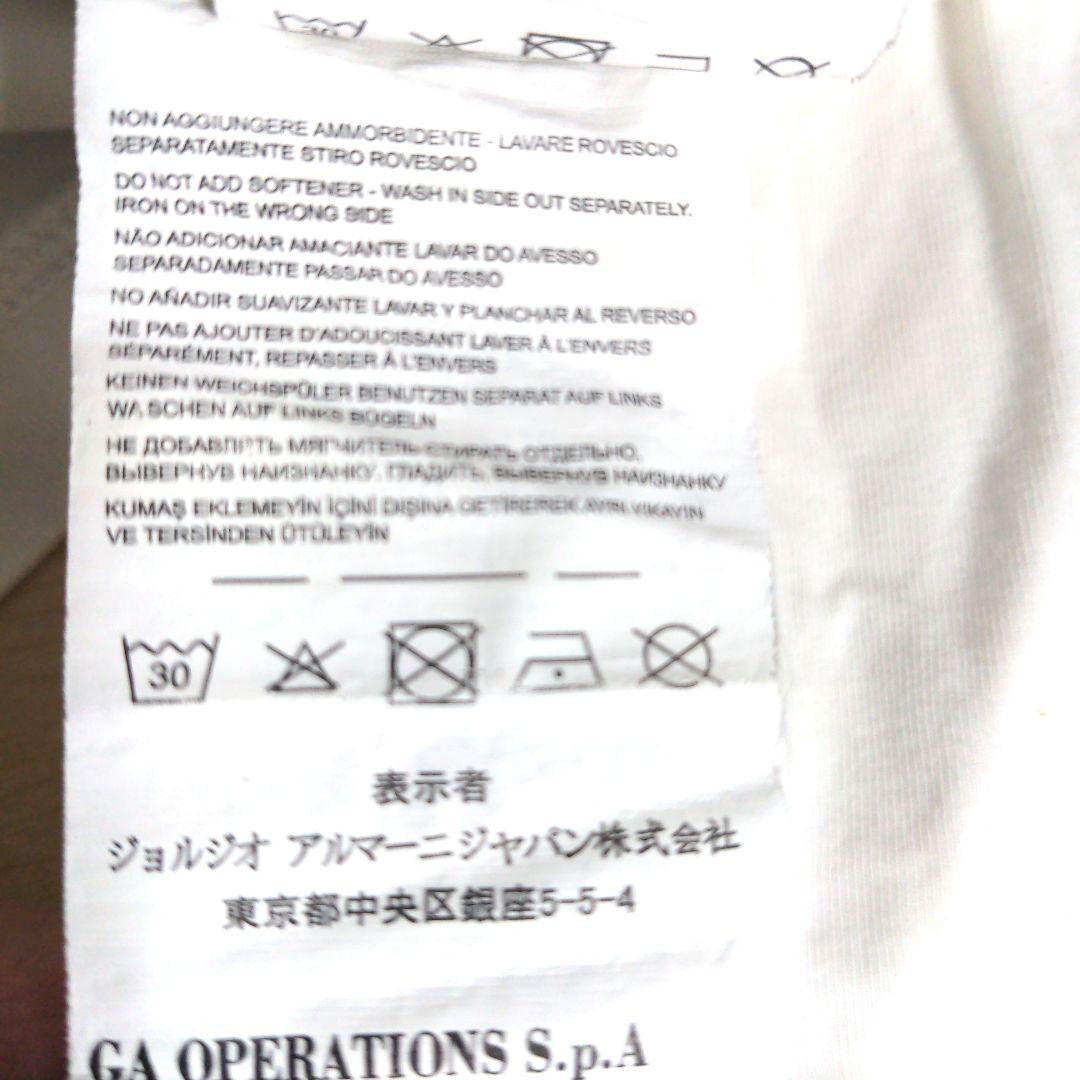 30
NON AGGIUNGERE AMMORBIDENTE - LAVARE ROVESCIO
SEPARATAMENTE STIRO ROVESCIO
DO NOT ADD SOFTENER - WASH IN SIDE OUT SEPARATELY.
IRON ON THE WRONG SIDE
NÃO ADICIONAR AMACIANTE LAVAR DO AVESSO
SEPARADAMENTE PASSAR DO AVESSO
NO AÑADIR SUAVIZANTE LAVAR Y PLANCHAR AL REVERSO
NE PAS AJOUTER D'ADOUCISSANT LAVER À L'ENVERS
SÉPARÉMENT, REPASSER À L'ENVERS
KEINEN WEICHSPÜLER BENUTZEN SEPARAT AUF LINKS
WASCHEN AUF LINKS BÜGELN
НЕ ДОБАВЛЯТЬ МЯГЧИТЕЛЬ СТИРАТЬ ОТДЕЛЬНО,
ВЫВЕРНУВ НАИЗНАНКУ, ГЛАДИТЬ, ВЫВЕРНУВ НАИЗНАНКУ
KUMAŞ EKLEMEYİN İÇİNİ DIŞINA GETİREREK AYRI YIKAYIN
VE TERSİNDEN ÜTÜLEYİN
30
表示者
ジョルジオ アルマーニジャパン株式会社
東京都中央区銀座5-5-4
GA OPERATIONS S.p.A